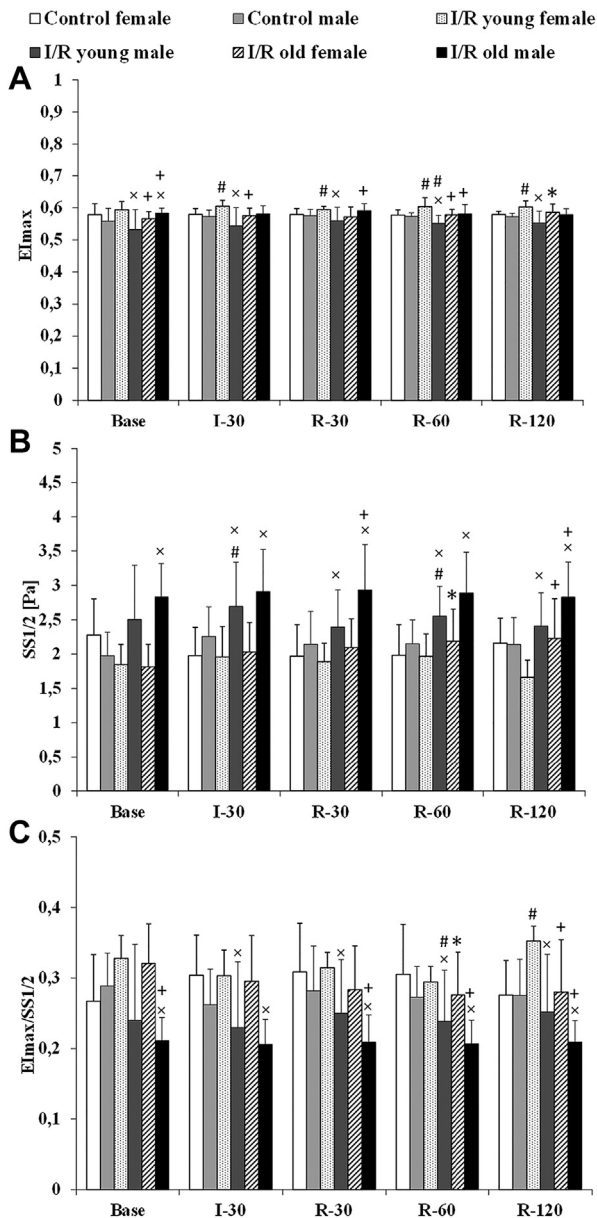 Control female Control male I/R young female
I/R young male I/R old female I/R old male
A
1
0,9
0,8
0,7
0,6
0,5
0,4
0,3
0,2
0,1
0
EImax
+
× + ×
# × +
# × +
# # × + +
# × *
Base I-30 R-30 R-60 R-120
B
5
4,5
4
3,5
3
2,5
2
1,5
1
0,5
0
SS1/2 [Pa]
×
× # ×
× + ×
× # * ×
× + + ×
Base I-30 R-30 R-60 R-120
C
0,5
0,4
0,3
0,2
0,1
0
EImax/SS1/2
+ ×
× ×
× + ×
# × * + ×
# × + + ×
Base I-30 R-30 R-60 R-120